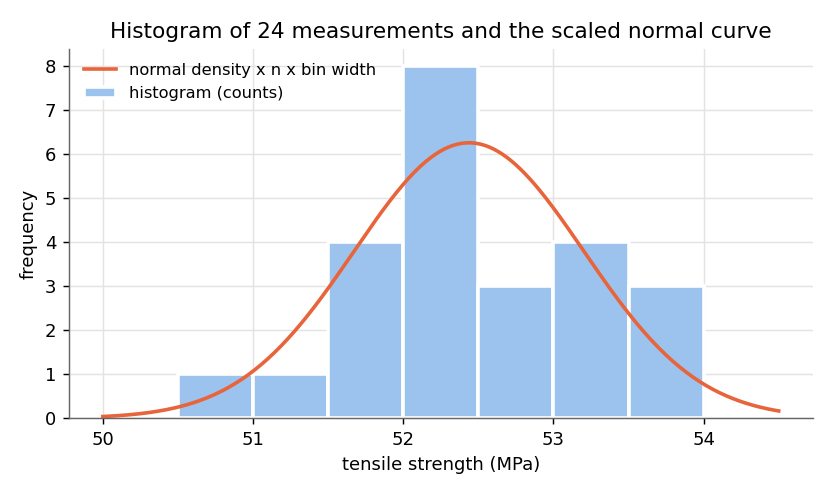 Histogram of 24 measurements and the scaled normal curve
normal density x n x bin width
histogram (counts)
frequency
8
7
6
5
4
3
2
1
0
50 51 52 53 54
tensile strength (MPa)